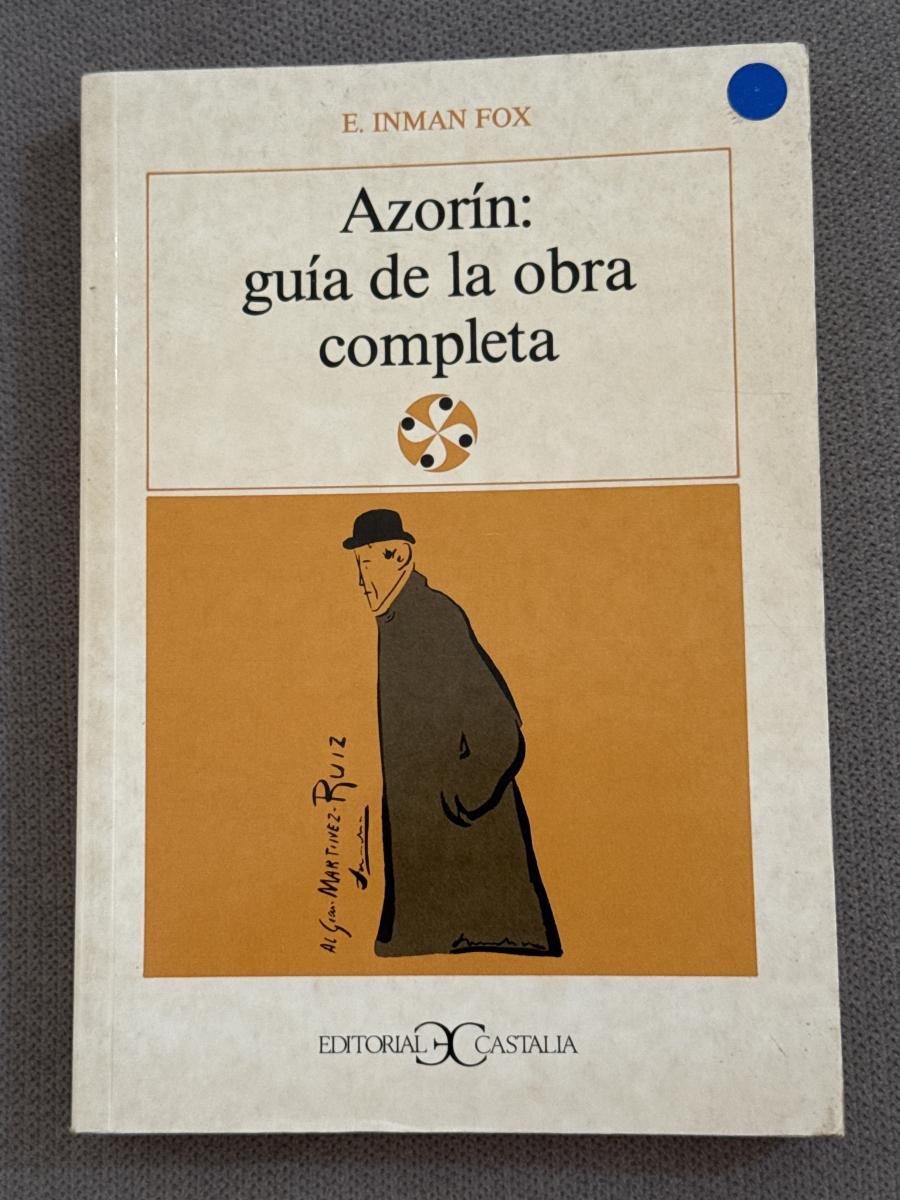 E. INMAN FOX
Azorín:
guía de la obra
completa
Al Gran MARTINEZ-RUIZ
EDITORIAL CASTALIA